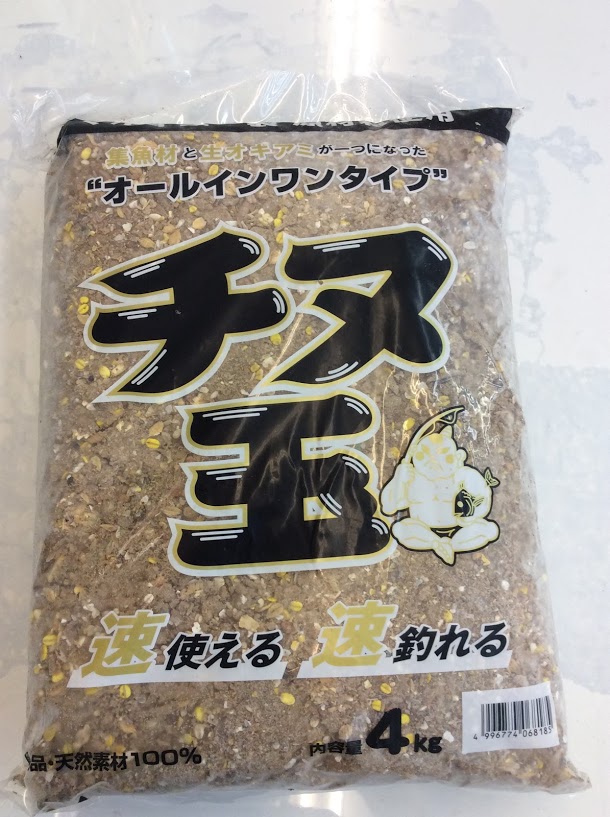 集魚材と生オキアミが一つになった
“オールインワンタイプ”
チヌ
玉
速使える 速釣れる
品・天然素材100%
内容量4kg
4 996774 068185